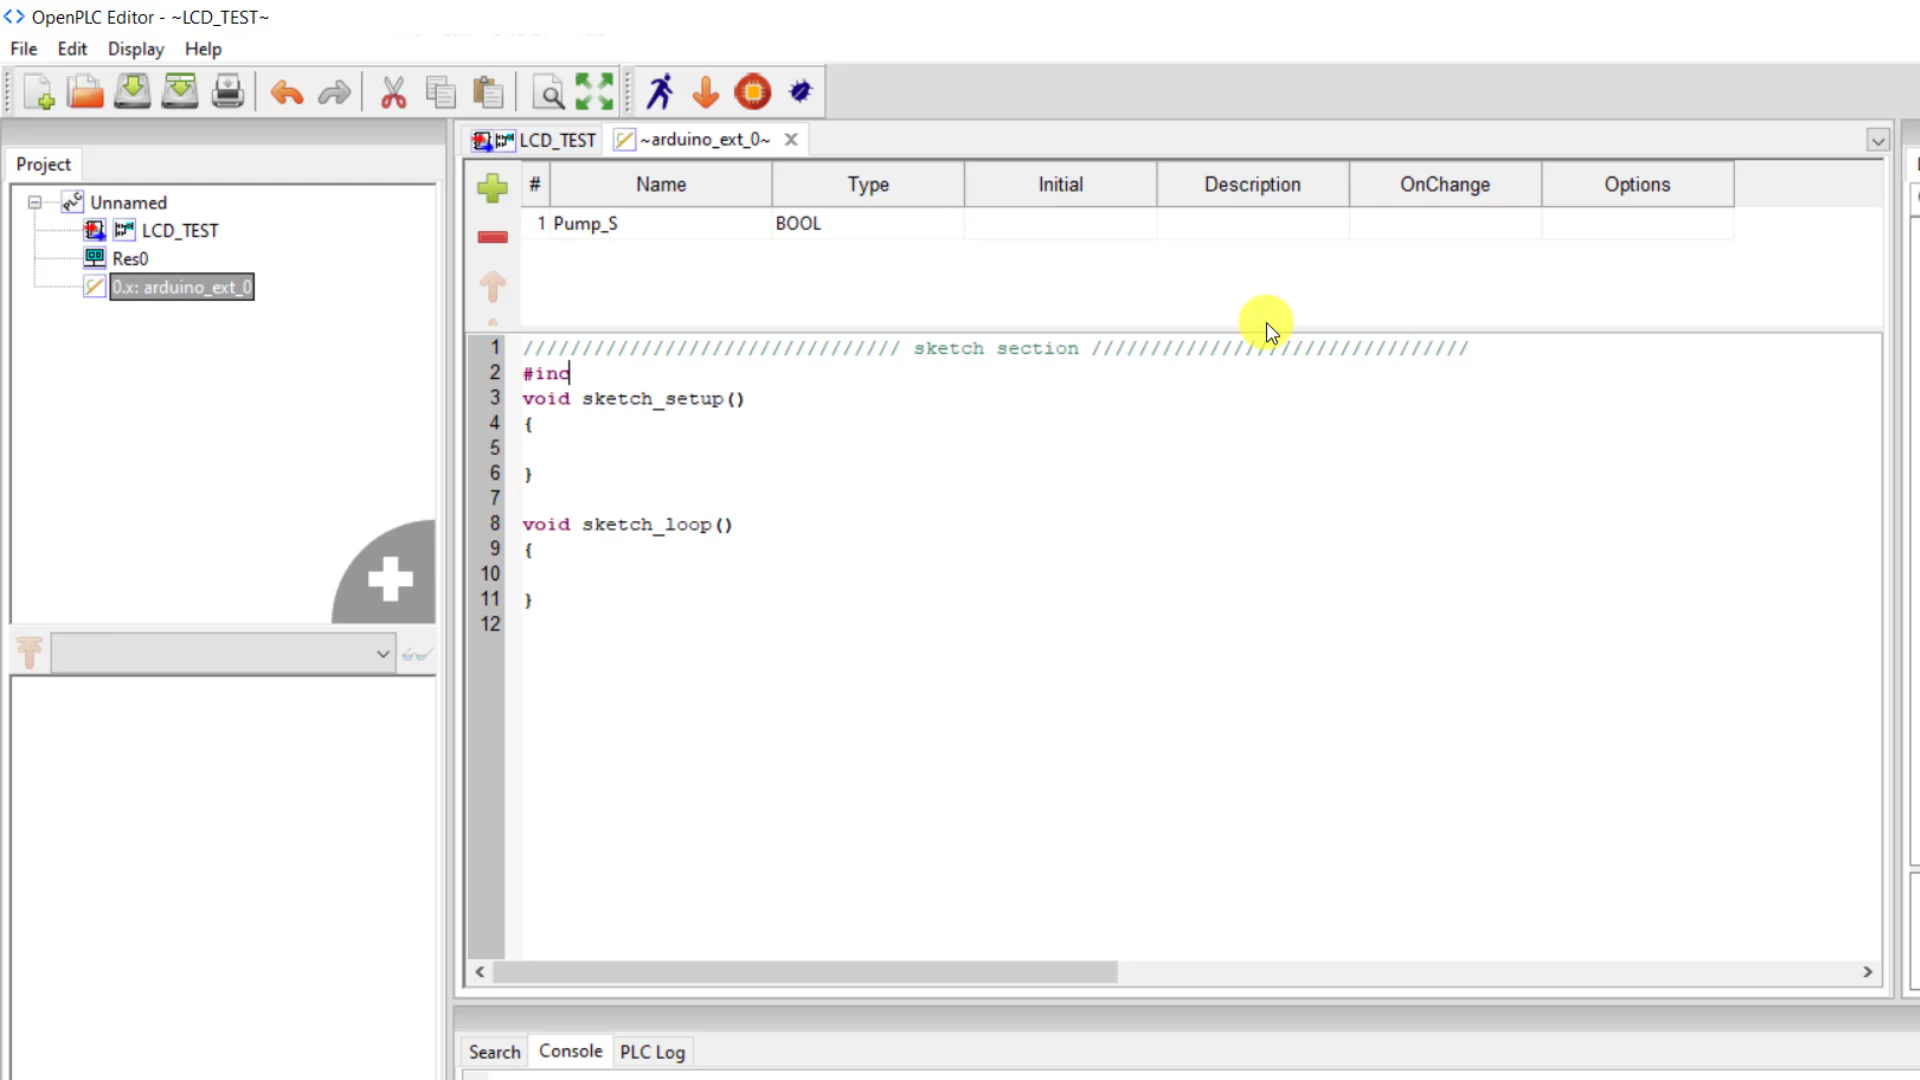 OpenPLC Editor - ~LCD_TEST~
File Edit Display Help
Project
Unnamed
LCD_TEST
Res0
0.x: arduino_ext_0
LCD_TEST ~arduino_ext_0~
# Name Type Initial Description OnChange Options
1 Pump_S BOOL
1 //////////////////////////////// sketch section ////////////////////////////////
2 #inc
3 void sketch_setup()
4 {
5
6 }
7
8 void sketch_loop()
9 {
10
11 }
12
Search Console PLC Log